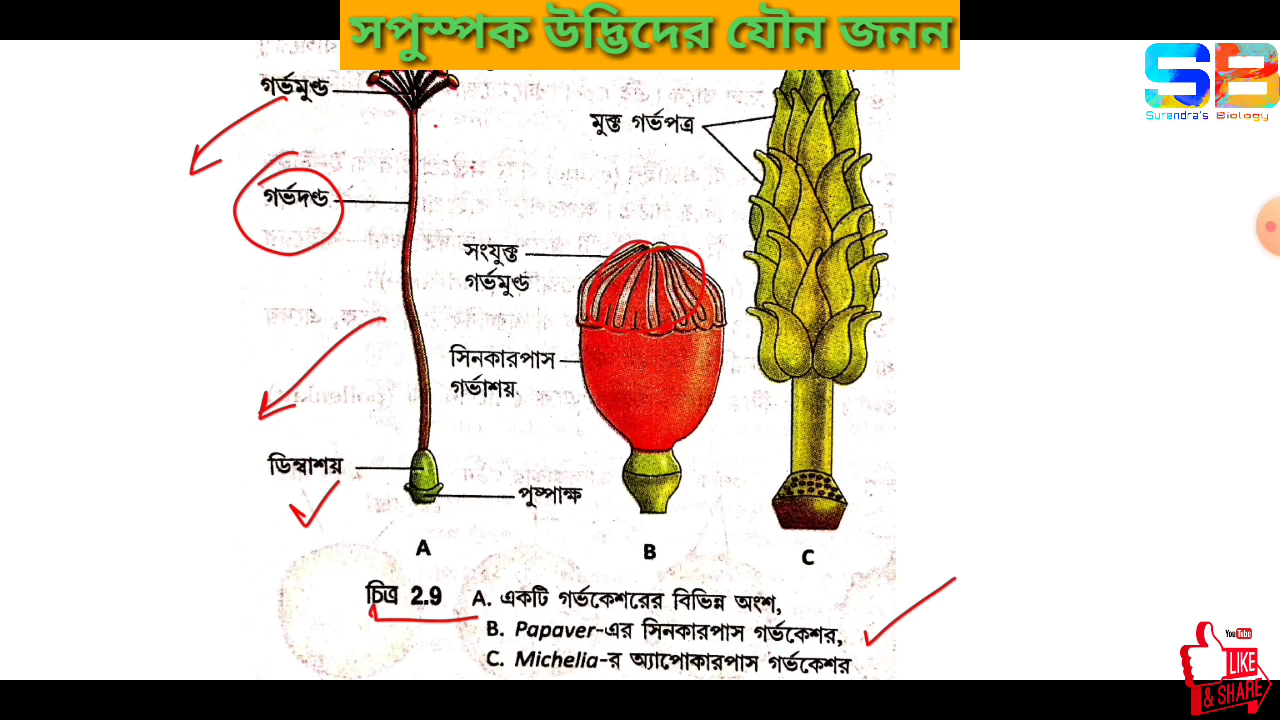 সপুস্পক উদ্ভিদের যৌন জনন
SB
Surendra's Biology
গর্ভমুণ্ড
মুক্ত গর্ভপত্র
গর্ভদণ্ড
সংযুক্ত
গর্ভমুণ্ড
সিনকারপাস
গর্ভাশয়
ডিম্বাশয়
পুষ্পাক্ষ
A
B
C
চিত্র 2.9 A. একটি গর্ভকেশরের বিভিন্ন অংশ,
B. Papaver-এর সিনকারপাস গর্ভকেশর,
C. Michelia-র অ্যাপোকারপাস গর্ভকেশর
YouTube
LIKE
& SHARE